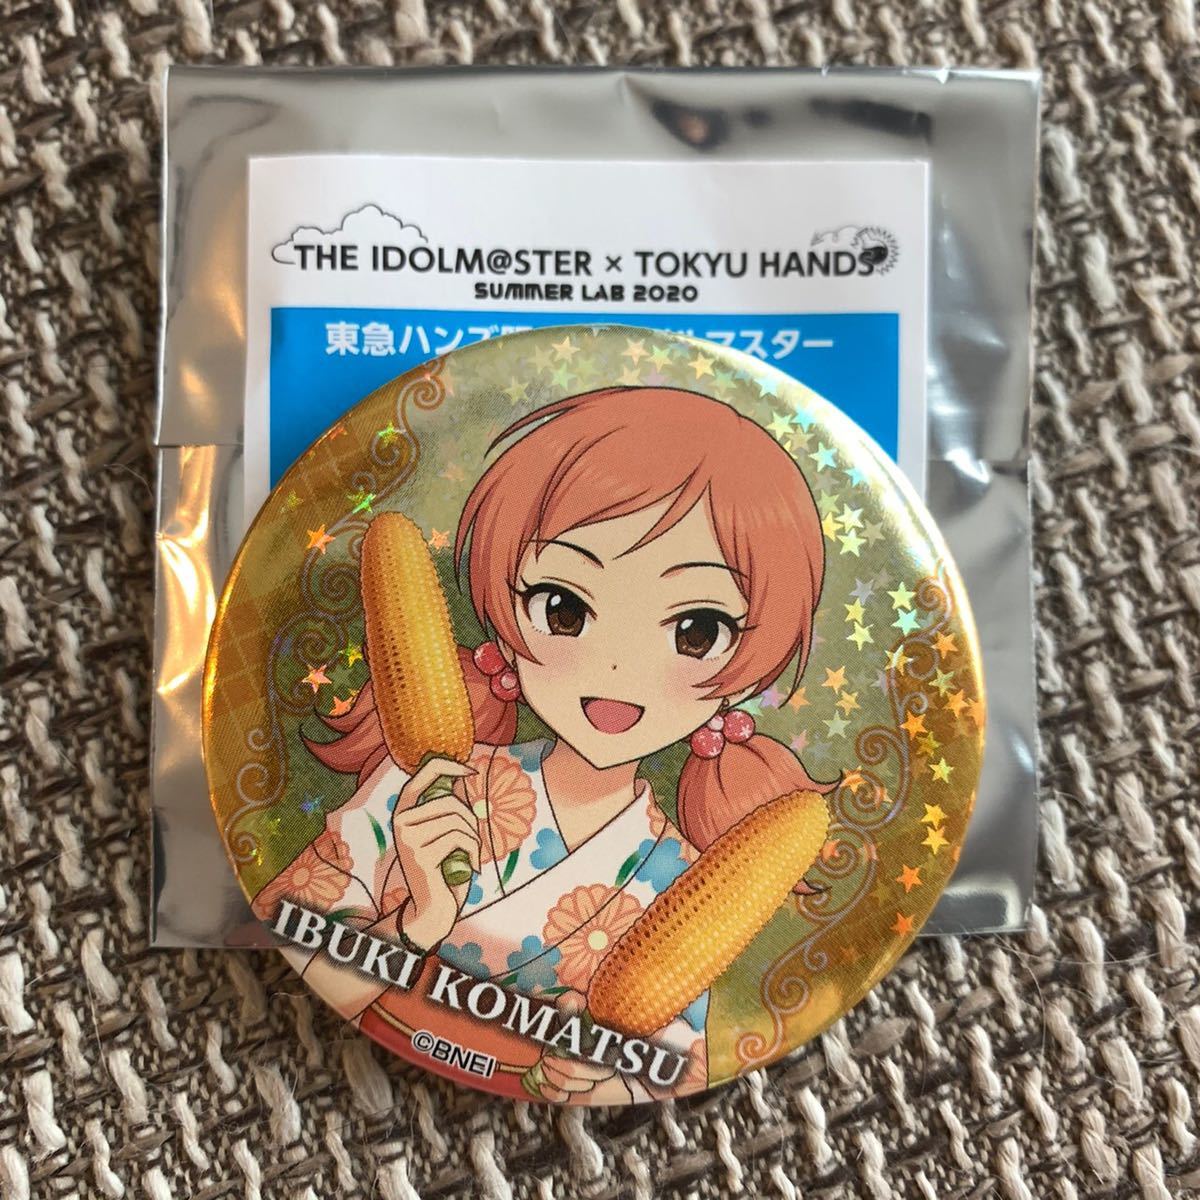 THE IDOLM@STER × TOKYU HANDS
SUMMER LAB 2020
東急ハンズ マスター
IBUKI KOMATSU
©BNEI